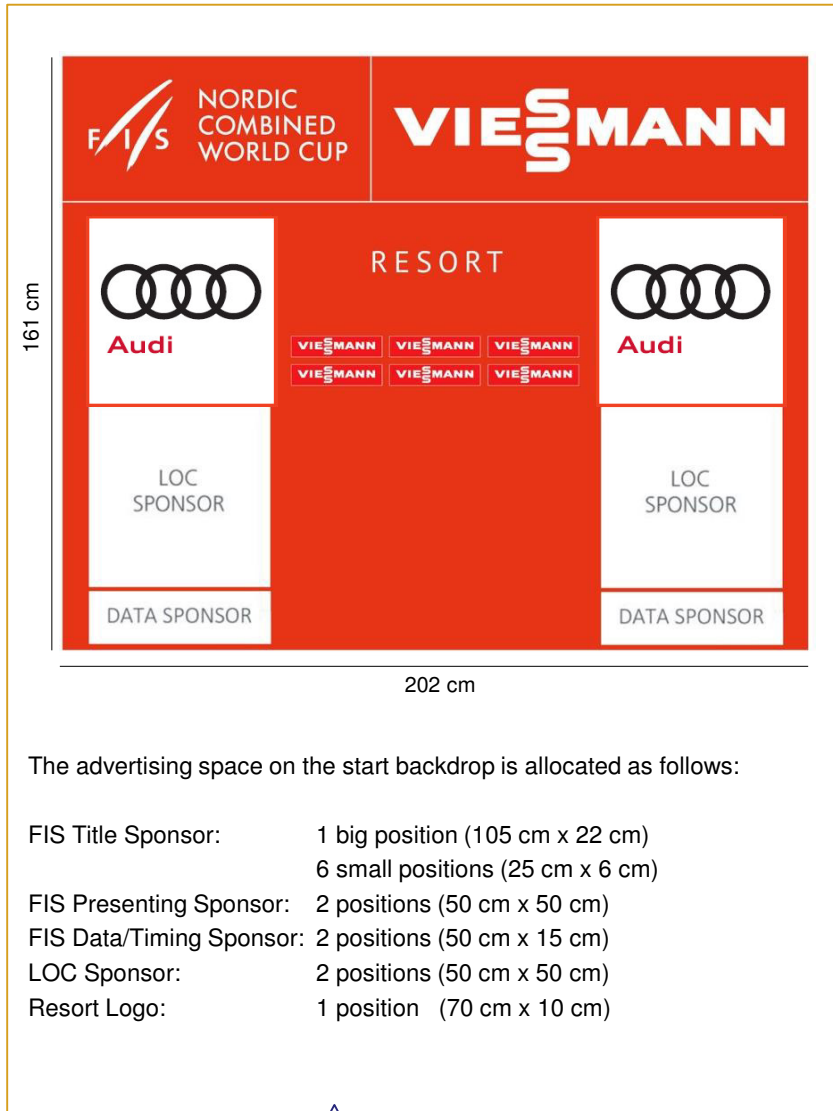 FIS
NORDIC
COMBINED
WORLD CUP
VIESSMANN
RESORT
Audi
Audi
VIESSMANN VIESSMANN VIESSMANN
VIESSMANN VIESSMANN VIESSMANN
LOC
SPONSOR
LOC
SPONSOR
DATA SPONSOR
DATA SPONSOR
161 cm
202 cm
The advertising space on the start backdrop is allocated as follows:
FIS Title Sponsor: 1 big position (105 cm x 22 cm)
6 small positions (25 cm x 6 cm)
FIS Presenting Sponsor: 2 positions (50 cm x 50 cm)
FIS Data/Timing Sponsor: 2 positions (50 cm x 15 cm)
LOC Sponsor: 2 positions (50 cm x 50 cm)
Resort Logo: 1 position (70 cm x 10 cm)